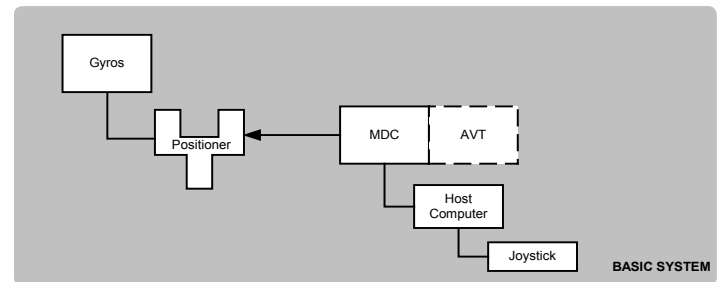 Gyros
Positioner
MDC
AVT
Host
Computer
Joystick
BASIC SYSTEM